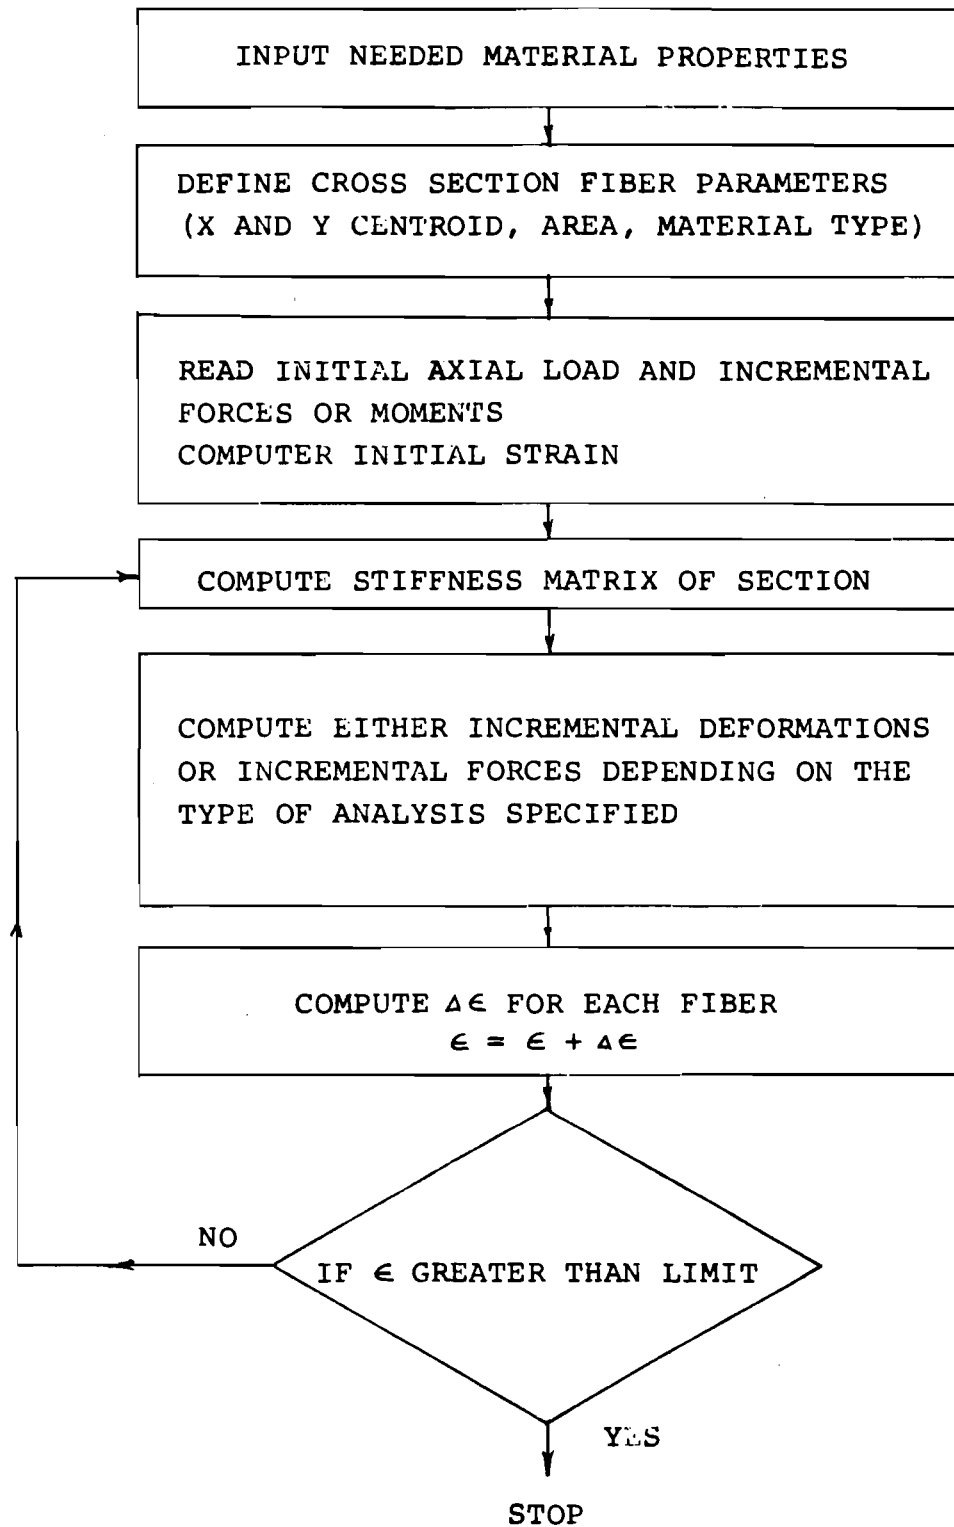 INPUT NEEDED MATERIAL PROPERTIES
DEFINE CROSS SECTION FIBER PARAMETERS
(X AND Y CENTROID, AREA, MATERIAL TYPE)
READ INITIAL AXIAL LOAD AND INCREMENTAL
FORCES OR MOMENTS
COMPUTER INITIAL STRAIN
COMPUTE STIFFNESS MATRIX OF SECTION
COMPUTE EITHER INCREMENTAL DEFORMATIONS
OR INCREMENTAL FORCES DEPENDING ON THE
TYPE OF ANALYSIS SPECIFIED
COMPUTE Δϵ FOR EACH FIBER
ϵ = ϵ + Δϵ
NO
IF ϵ GREATER THAN LIMIT
YES
STOP